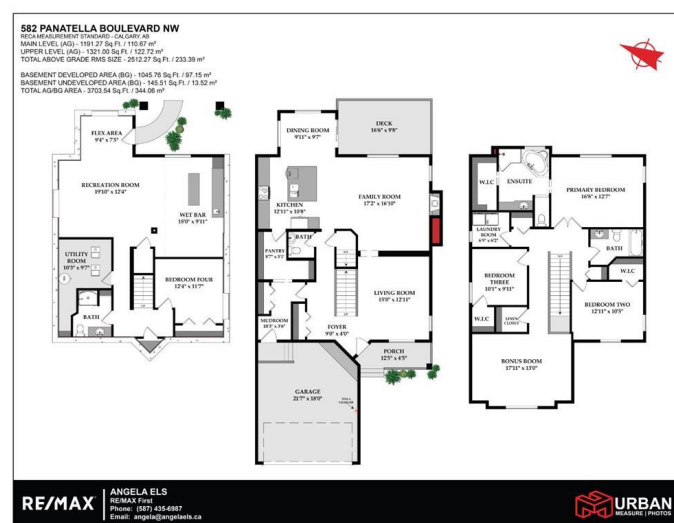 582 PANATELLA BOULEVARD NW
RECA MEASUREMENT STANDARD - CALGARY, AB
MAIN LEVEL (AG) - 1191.27 Sq.Ft. / 110.67 m²
UPPER LEVEL (AG) - 1321.00 Sq.Ft. / 122.72 m²
TOTAL ABOVE GRADE RMS SIZE - 2512.27 Sq.Ft. / 233.39 m²
BASEMENT DEVELOPED AREA (BG) - 1045.76 Sq.Ft. / 97.15 m²
BASEMENT UNDEVELOPED AREA (BG) - 145.51 Sq.Ft. / 13.52 m²
TOTAL AG/BG AREA - 3703.54 Sq.Ft. / 344.06 m²
FLEX AREA
9'4" x 7'5"
RECREATION ROOM
19'10" x 12'4"
WET BAR
15'0" x 9'11"
UTILITY
ROOM
10'3" x 9'7"
BEDROOM FOUR
12'4" x 11'7"
BATH
DECK
16'6" x 9'8"
DINING ROOM
9'11" x 9'7"
KITCHEN
12'11" x 10'8"
FAMILY ROOM
17'2" x 16'10"
BATH
PANTRY
LIVING ROOM
15'0" x 12'11"
MUDROOM
FOYER
9'0" x 4'0"
PORCH
12'5" x 4'5"
GARAGE
21'7" x 18'0"
W.I.C
ENSUITE
PRIMARY BEDROOM
16'8" x 12'7"
LAUNDRY
ROOM
6'9" x 6'2"
BATH
BEDROOM
THREE
10'1" x 9'11"
W.I.C
BEDROOM TWO
12'11" x 10'5"
W.I.C
LINEN
CLOSET
BONUS ROOM
17'11" x 13'0"
RE/MAX
ANGELA ELS
RE/MAX First
Phone: (587) 435-6987
Email: angela@angelaels.ca
URBAN
MEASURE | PHOTOS